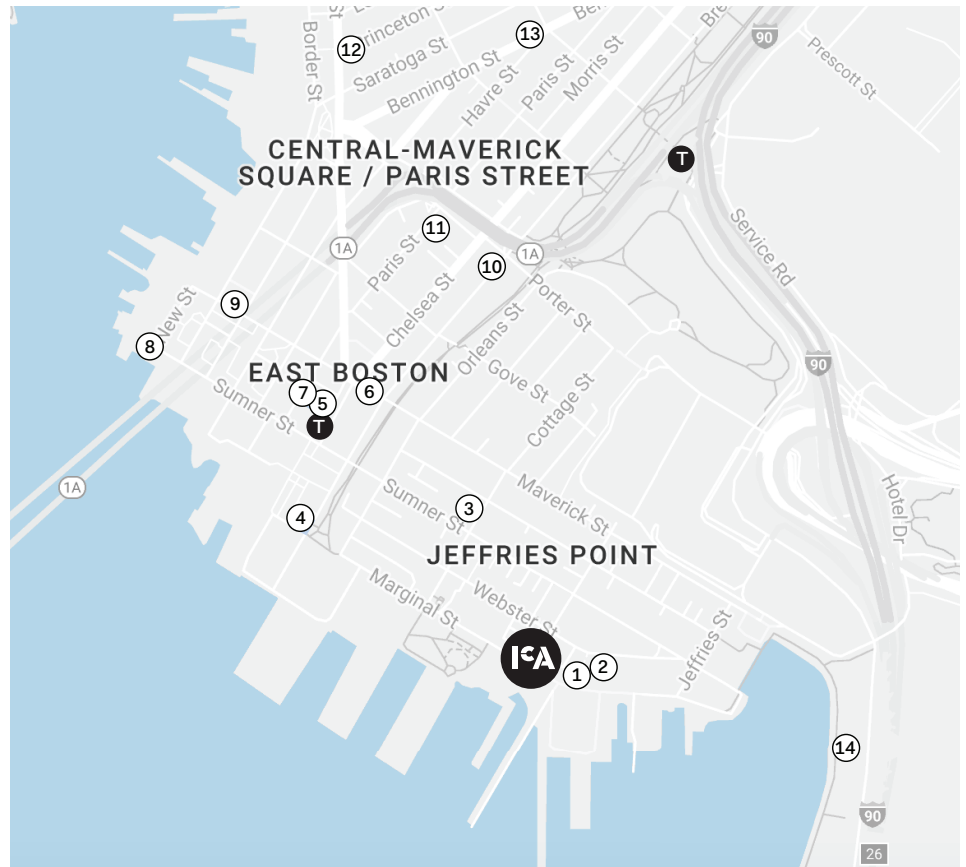 Border St
St
Princeton St
Saratoga St
Bennington St
Havre St
Paris St
Morris St
Prescott St
90
12
13
T
CENTRAL-MAVERICK
SQUARE / PARIS STREET
1A
11
1A
10
Paris St
Chelsea St
Orleans St
Porter St
Service Rd
New St
9
8
90
EAST BOSTON
7
5
6
T
Sumner St
Gove St
Cottage St
1A
4
Sumner St
3
Maverick St
Hotel Dr
JEFFRIES POINT
Marginal St
Webster St
Jeffries St
ICA
1
2
14
90
26